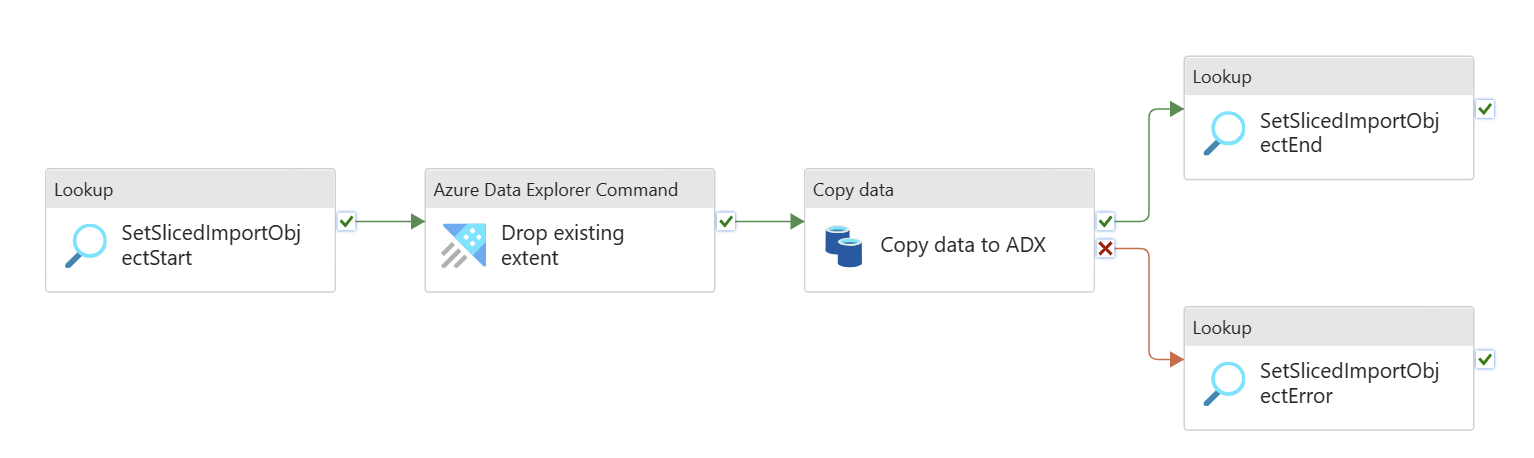 Lookup
SetSlicedImportObj
ectStart
Azure Data Explorer Command
Drop existing
extent
Copy data
Copy data to ADX
Lookup
SetSlicedImportObj
ectEnd
Lookup
SetSlicedImportObj
ectError